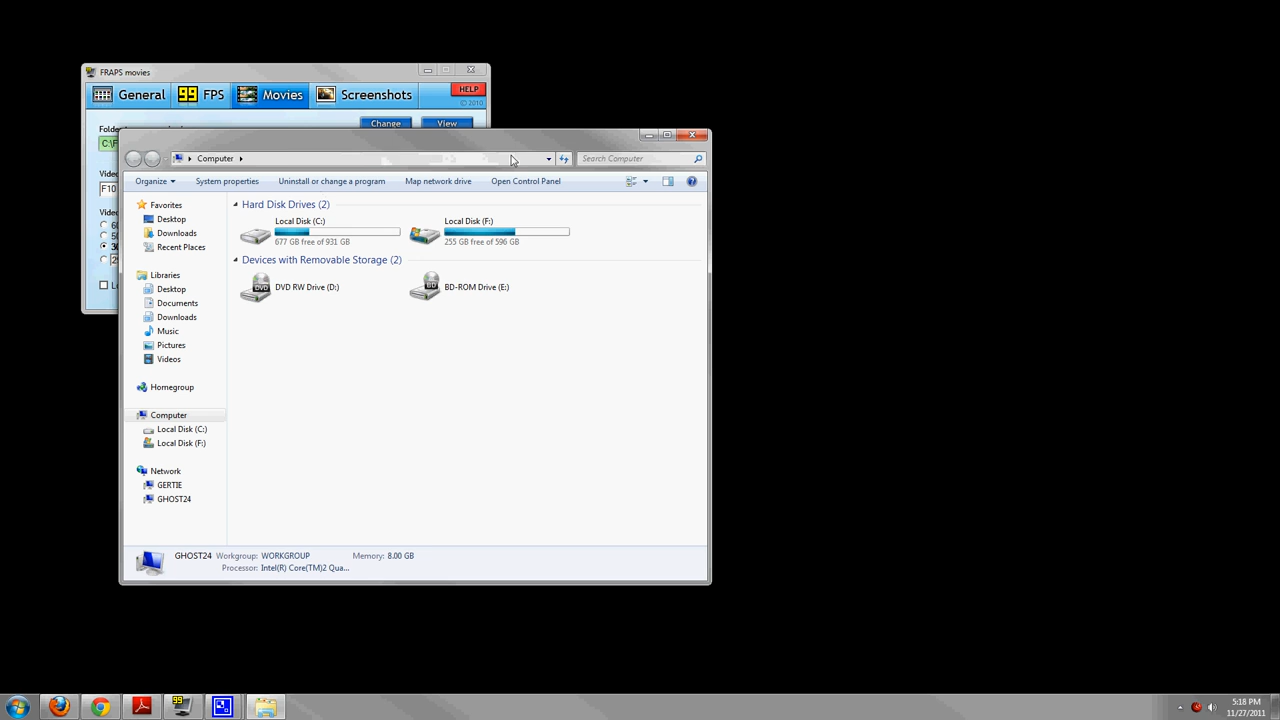 FRAPS movies
General
99 FPS
Movies
Screenshots
HELP
© 2010
Change
View
C:\F
Video
F10
Video
Computer
Search Computer
Organize
System properties
Uninstall or change a program
Map network drive
Open Control Panel
Favorites
Desktop
Downloads
Recent Places
Libraries
Desktop
Documents
Downloads
Music
Pictures
Videos
Homegroup
Computer
Local Disk (C:)
Local Disk (F:)
Network
GERTIE
GHOST24
Hard Disk Drives (2)
Local Disk (C:)
677 GB free of 931 GB
Local Disk (F:)
255 GB free of 596 GB
Devices with Removable Storage (2)
DVD RW Drive (D:)
BD-ROM Drive (E:)
GHOST24 Workgroup: WORKGROUP Memory: 8.00 GB
Processor: Intel(R) Core(TM)2 Qua...
99
5:18 PM
11/27/2011